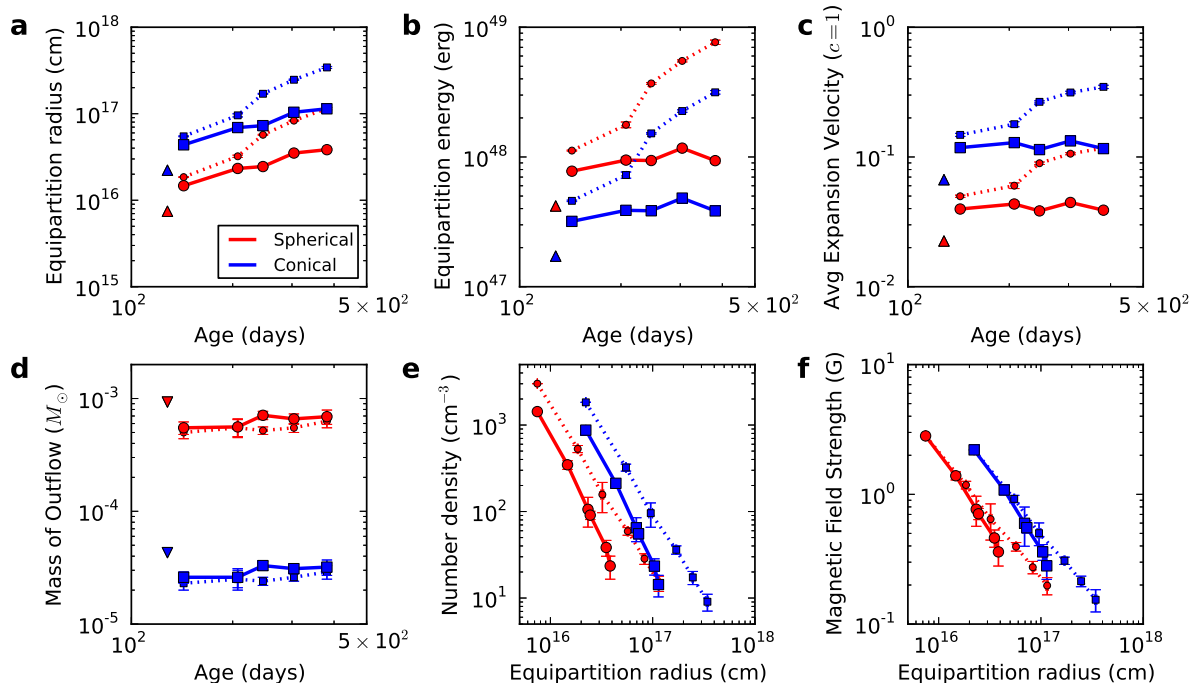 a
Equipartition radius (cm)
10^18
10^17
10^16
10^15
10^2
5 × 10^2
Age (days)
Spherical
Conical
b
Equipartition energy (erg)
10^49
10^48
10^47
10^2
5 × 10^2
Age (days)
c
Avg Expansion Velocity (c=1)
10^0
10^-1
10^-2
10^2
5 × 10^2
Age (days)
d
Mass of Outflow (M_⊙)
10^-3
10^-4
10^-5
10^2
5 × 10^2
Age (days)
e
Number density (cm^-3)
10^3
10^2
10^1
10^16
10^17
10^18
Equipartition radius (cm)
f
Magnetic Field Strength (G)
10^1
10^0
10^-1
10^16
10^17
10^18
Equipartition radius (cm)